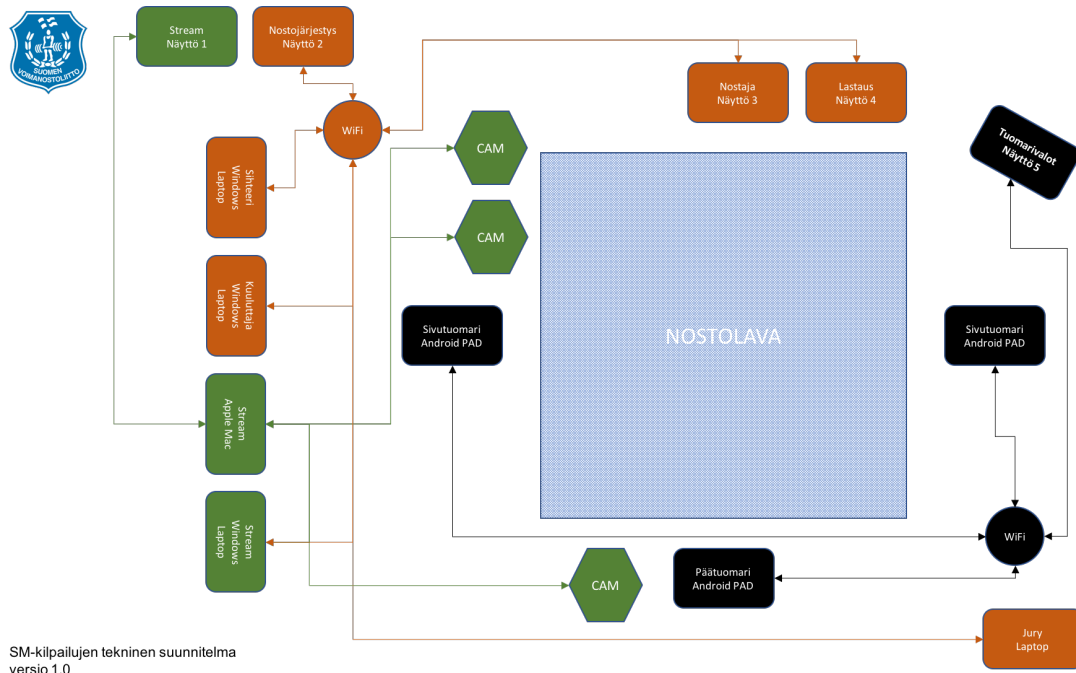 Stream
Näyttö 1
Nostojärjestys
Näyttö 2
SUOMEN
VOIMANOSTOLIITTO
Nostaja
Näyttö 3
Lastaus
Näyttö 4
WiFi
CAM
Tuomarivalot
Näyttö 5
Sihteeri
Windows
Laptop
CAM
Kuuluttaja
Windows
Laptop
Sivutuomari
Android PAD
NOSTOLAVA
Sivutuomari
Android PAD
Stream
Apple Mac
Stream
Windows
Laptop
WiFi
CAM
Päätuomari
Android PAD
Jury
Laptop
SM-kilpailujen tekninen suunnitelma
versio 1.0